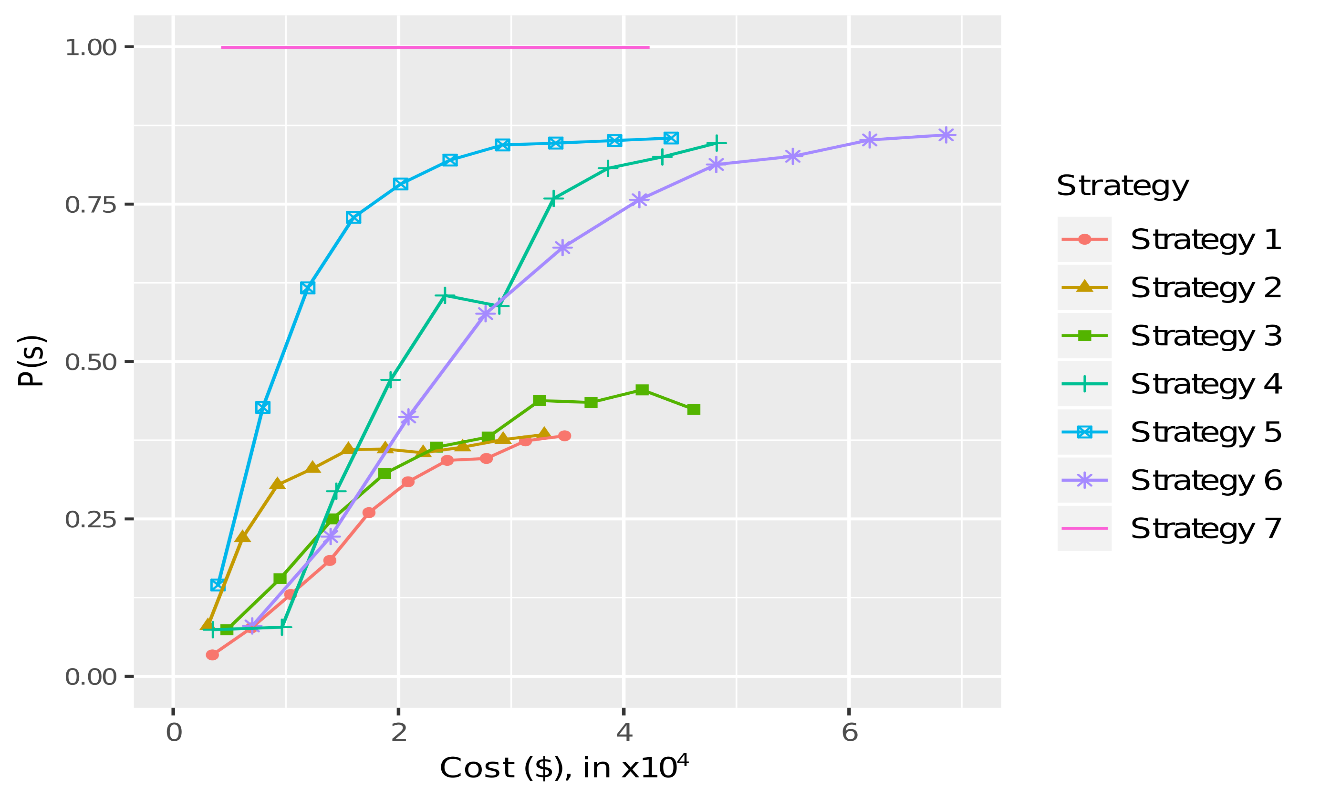 1.00
0.75
0.50
0.25
0.00
P(s)
0 2 4 6
Cost ($), in x10⁴
Strategy
Strategy 1
Strategy 2
Strategy 3
Strategy 4
Strategy 5
Strategy 6
Strategy 7